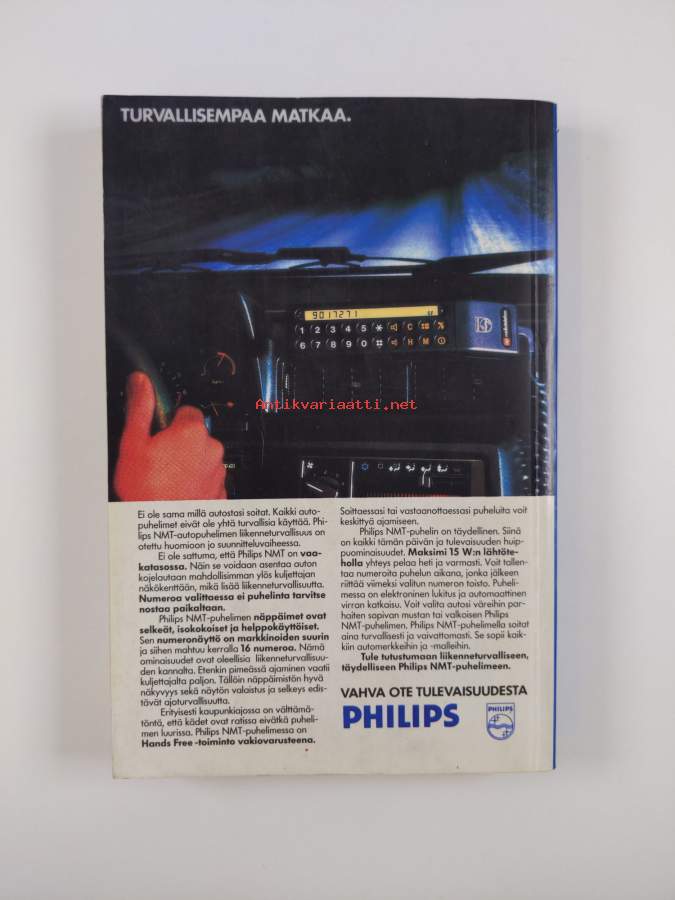 TURVALLISEMPAA MATKAA.
9017271
1 2 3 4 5 * C %
6 7 8 9 0 H M
Antikvariaatti.net
Ei ole sama millä autostasi soitat. Kaikki auto-
puhelimet eivät ole yhtä turvallisia käyttää. Phi-
lips NMT-autopuhelimen liikenneturvallisuus on
otettu huomioon jo suunnitteluvaiheessa.
Ei ole sattuma, että Philips NMT on vaa-
katasossa. Näin se voidaan asentaa auton
kojelautaan mahdollisimman ylös kuljettajan
näkökenttään, mikä lisää liikenneturvallisuutta.
Numeroa valittaessa ei puhelinta tarvitse
nostaa paikaltaan.
Philips NMT-puhelimen näppäimet ovat
selkeät, isokokoiset ja helppokäyttöiset.
Sen numeronäyttö on markkinoiden suurin
ja siihen mahtuu kerralla 16 numeroa. Nämä
ominaisuudet ovat oleellisia liikenneturvallisuu-
den kannalta. Etenkin pimeässä ajaminen vaatii
kuljettajalta paljon. Tällöin näppäimistön hyvä
näkyvyys sekä näytön valaistus ja selkeys edis-
tävät ajoturvallisuutta.
Erityisesti kaupunkiajossa on välttämä-
töntä, että kädet ovat ratissa eivätkä puheli-
men luurissa. Philips NMT-puhelimessa on
Hands Free -toiminto vakiovarusteena.
Soittaessasi tai vastaanottaessasi puheluita voit
keskittyä ajamiseen.
Philips NMT-puhelin on täydellinen. Siinä
on kaikki tämän päivän ja tulevaisuuden huip-
puominaisuudet. Maksimi 15 W:n lähtöte-
holla yhteys pelaa heti ja varmasti. Voit tallen-
taa numeroita puhelun aikana, jonka jälkeen
riittää viimeksi valitun numeron toisto. Puheli-
messa on elektroninen lukitus ja automaattinen
virran katkaisu. Voit valita autosi väreihin par-
haiten sopivan mustan tai valkoisen Philips
NMT-puhelimen. Philips NMT-puhelimella soitat
aina turvallisesti ja vaivattomasti. Se sopii kaik-
kiin automerkkeihin ja -malleihin.
Tule tutustumaan liikenneturvalliseen,
täydelliseen Philips NMT-puhelimeen.
VAHVA OTE TULEVAISUUDESTA
PHILIPS
PHILIPS